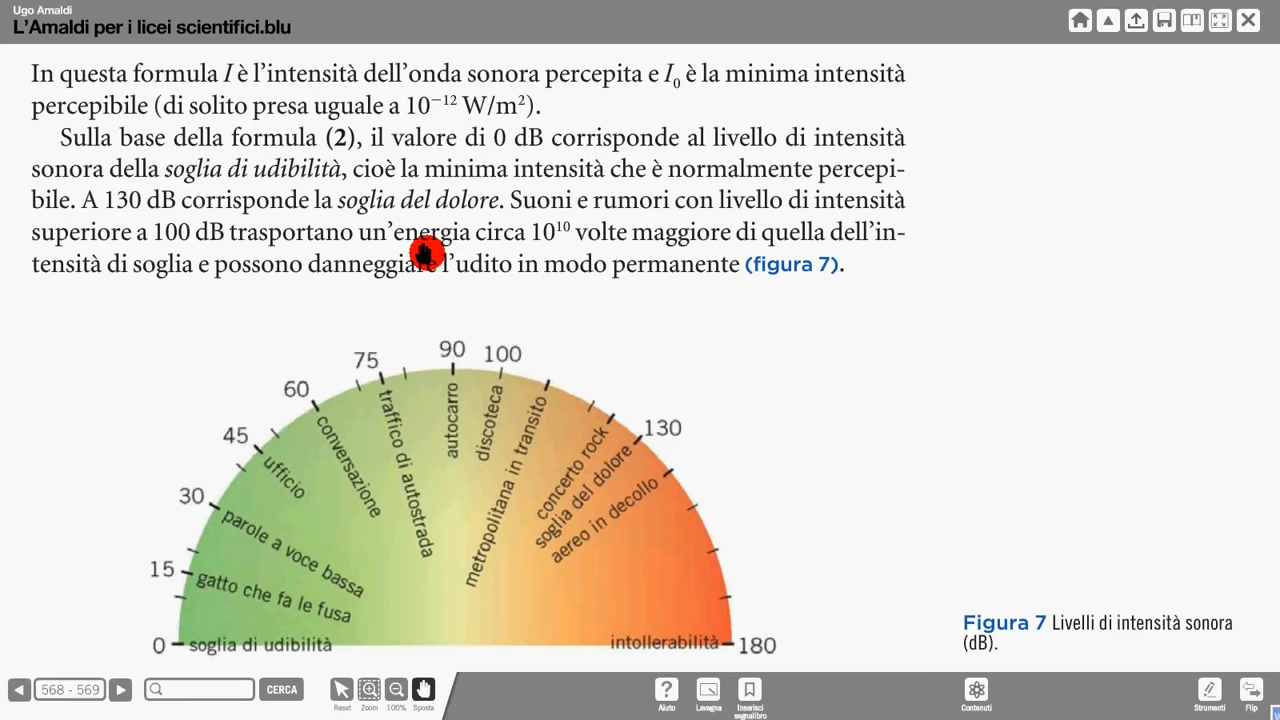 Ugo Amaldi
L'Amaldi per i licei scientifici.blu
In questa formula I è l'intensità dell'onda sonora percepita e I₀ è la minima intensità
percepibile (di solito presa uguale a 10⁻¹² W/m²).
Sulla base della formula (2), il valore di 0 dB corrisponde al livello di intensità
sonora della soglia di udibilità, cioè la minima intensità che è normalmente percepi-
bile. A 130 dB corrisponde la soglia del dolore. Suoni e rumori con livello di intensità
superiore a 100 dB trasportano un'energia circa 10¹⁰ volte maggiore di quella dell'in-
tensità di soglia e possono danneggiare l'udito in modo permanente (figura 7).
0 soglia di udibilità
15 gatto che fa le fusa
30 parole a voce bassa
45 ufficio
60 conversazione
75 traffico di autostrada
90 autocarro
100 discoteca
metropolitana in transito
concerto rock
130 soglia del dolore
aereo in decollo
intollerabilità 180
Figura 7 Livelli di intensità sonora
(dB).
568 - 569
CERCA
Reset
Zoom
100%
Sposta
Aiuto
Lavagna
Inserisci
segnalibro
Contenuti
Strumenti
Flip